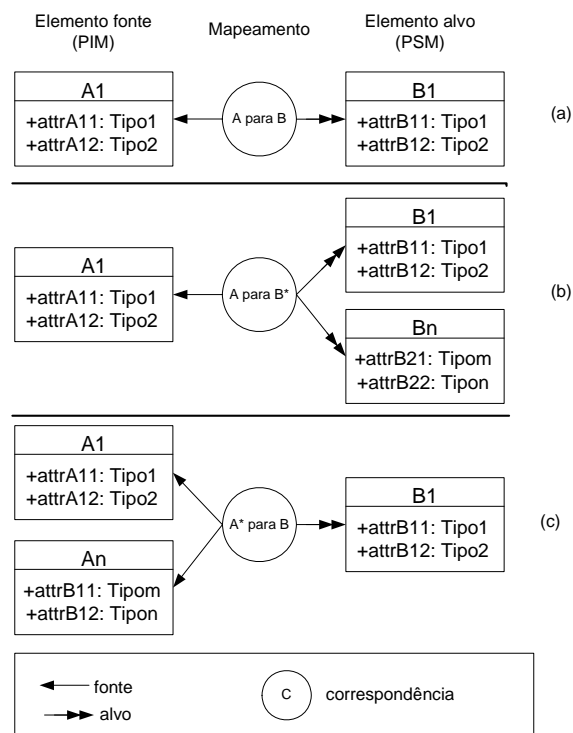 Elemento fonte
(PIM)
Mapeamento
Elemento alvo
(PSM)
A1
+attrA11: Tipo1
+attrA12: Tipo2
A para B
B1
+attrB11: Tipo1
+attrB12: Tipo2
(a)
A1
+attrA11: Tipo1
+attrA12: Tipo2
A para B*
B1
+attrB11: Tipo1
+attrB12: Tipo2
Bn
+attrB21: Tipom
+attrB22: Tipon
(b)
A1
+attrA11: Tipo1
+attrA12: Tipo2
An
+attrB11: Tipom
+attrB12: Tipon
A* para B
B1
+attrB11: Tipo1
+attrB12: Tipo2
(c)
fonte
alvo
C
correspondência